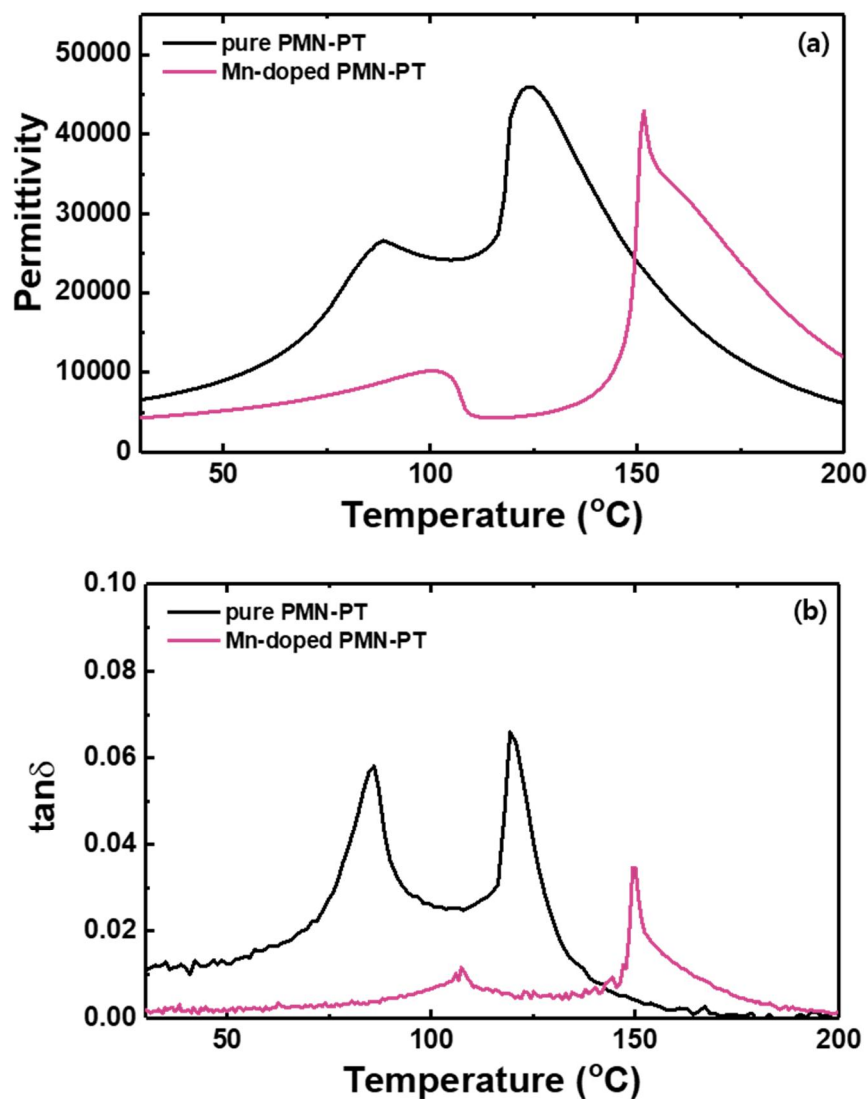 (a)
pure PMN-PT
Mn-doped PMN-PT
Permittivity
50000
40000
30000
20000
10000
0
50
100
150
200
Temperature (°C)
(b)
pure PMN-PT
Mn-doped PMN-PT
tanδ
0.10
0.08
0.06
0.04
0.02
0.00
50
100
150
200
Temperature (°C)